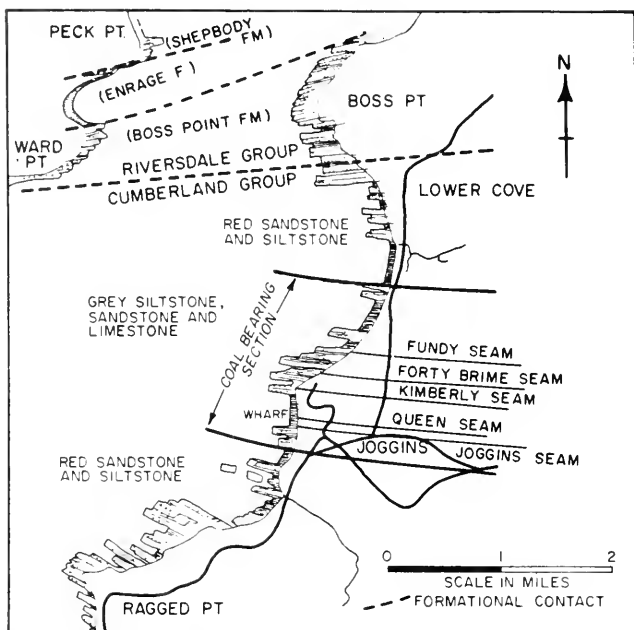 PECK PT.
(SHEPBODY
FM)
(ENRAGE F)
(BOSS POINT FM)
WARD
PT
BOSS PT
N
RIVERSDALE GROUP
CUMBERLAND GROUP
LOWER COVE
RED SANDSTONE
AND SILTSTONE
GREY SILTSTONE,
SANDSTONE AND
LIMESTONE
COAL BEARING
SECTION
FUNDY SEAM
FORTY BRIME SEAM
KIMBERLY SEAM
WHARF
QUEEN SEAM
JOGGINS
JOGGINS SEAM
RED SANDSTONE
AND SILTSTONE
RAGGED PT
0 1 2
SCALE IN MILES
FORMATIONAL CONTACT